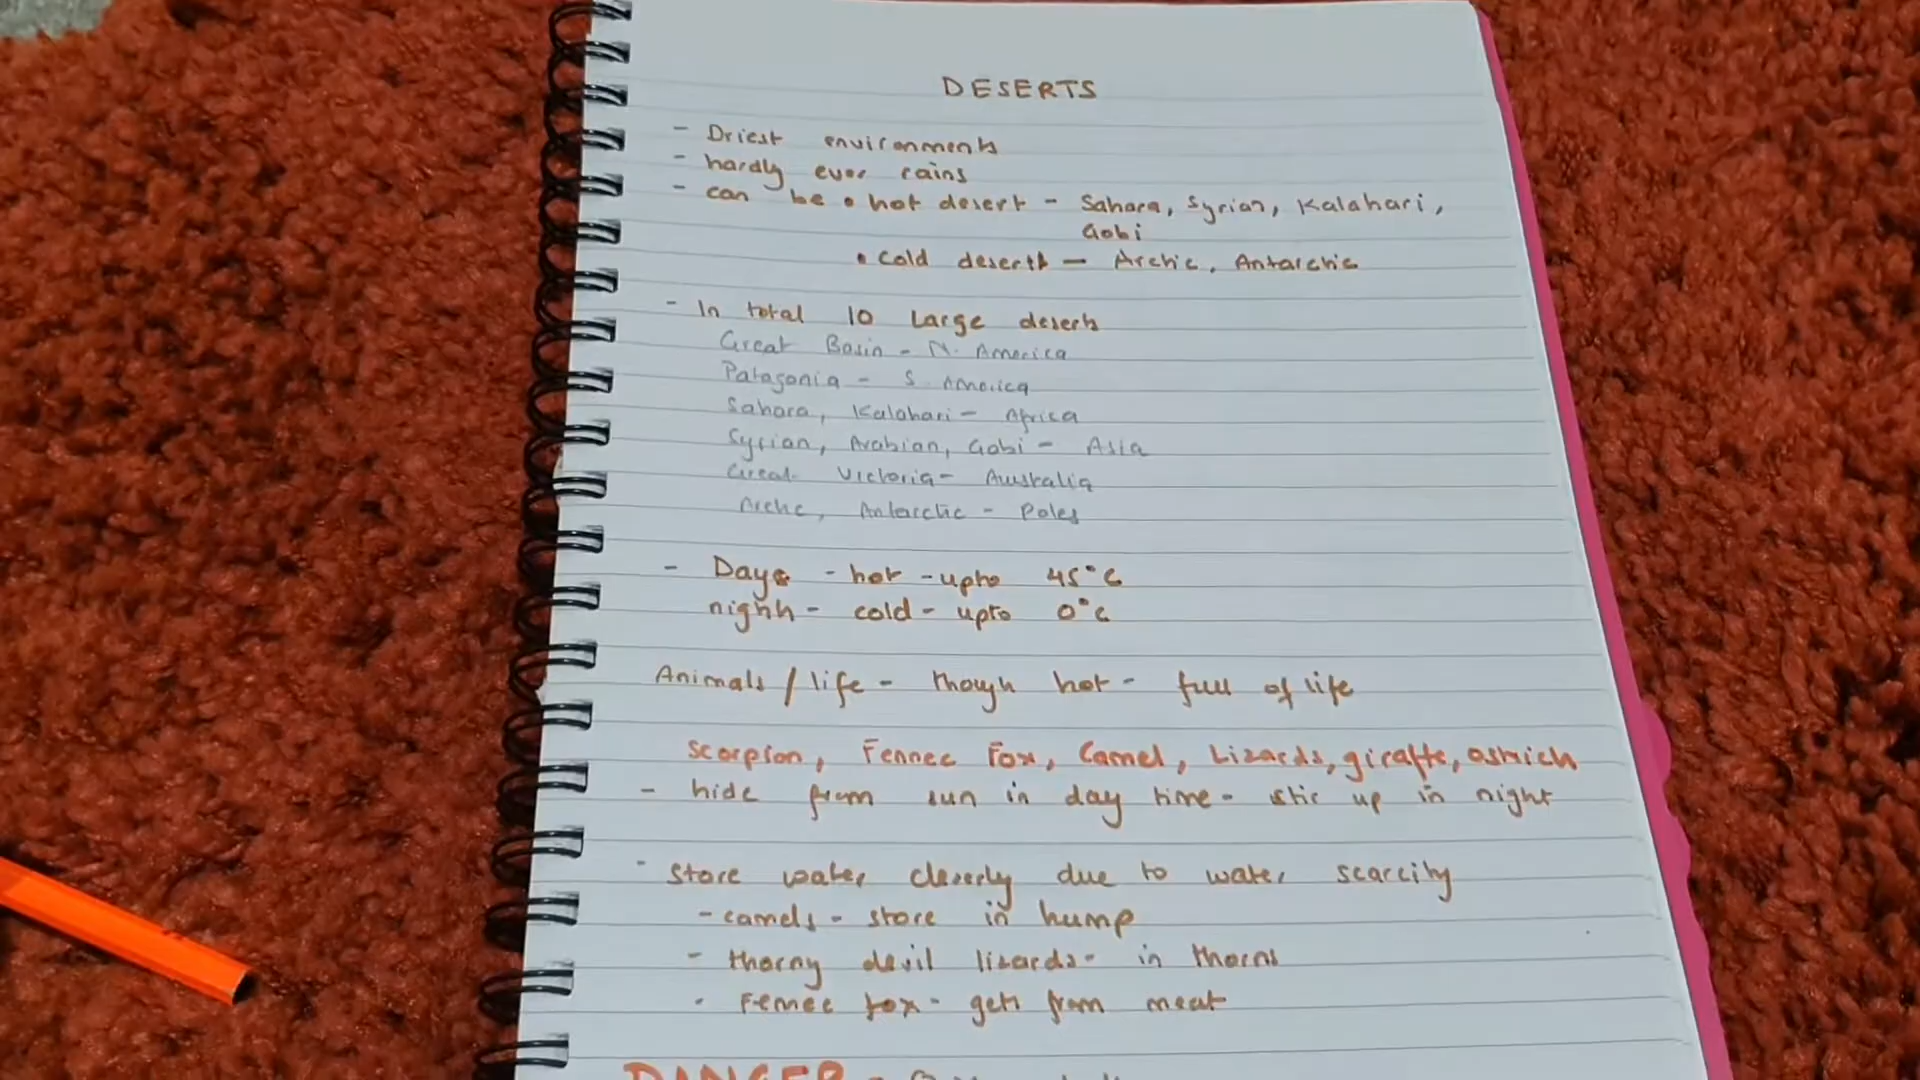 DESERTS
- Driest environments
- hardly ever rains
- can be • hot desert - Sahara, Syrian, Kalahari,
Gobi
• cold deserts - Arctic, Antarctic
- In total 10 Large deserts
Great Basin - N. America
Patagonia - S. America
Sahara, Kalahari - Africa
Syrian, Arabian, Gobi - Asia
Great Victoria - Australia
Arctic, Antarctic - Poles
- Days - hot - upto 45°C
nights - cold - upto 0°C
Animals / life - though hot - full of life
Scorpion, Fennec Fox, Camel, Lizards, giraffe, ostrich
- hide from sun in day time - stir up in night
- Store water cleverly due to water scarcity
- camels - store in hump
- thorny devil lizards - in thorns
- Fennec fox - gets from meat
DANGER -